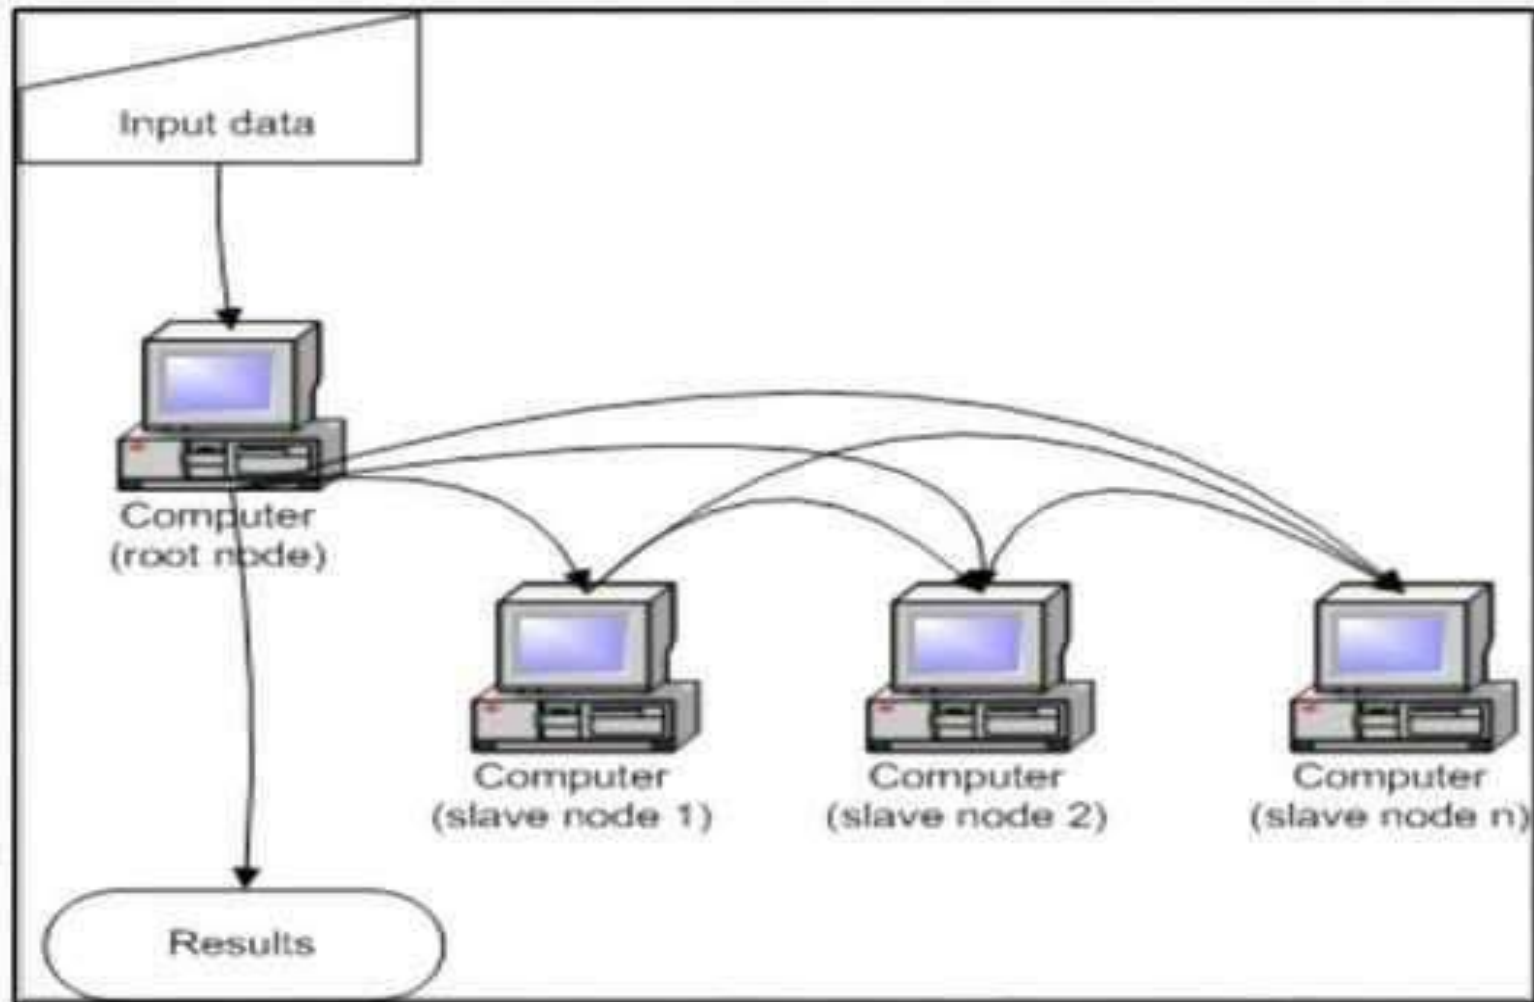 Input data
Computer
(root node)
Computer
(slave node 1)
Computer
(slave node 2)
Computer
(slave node n)
Results